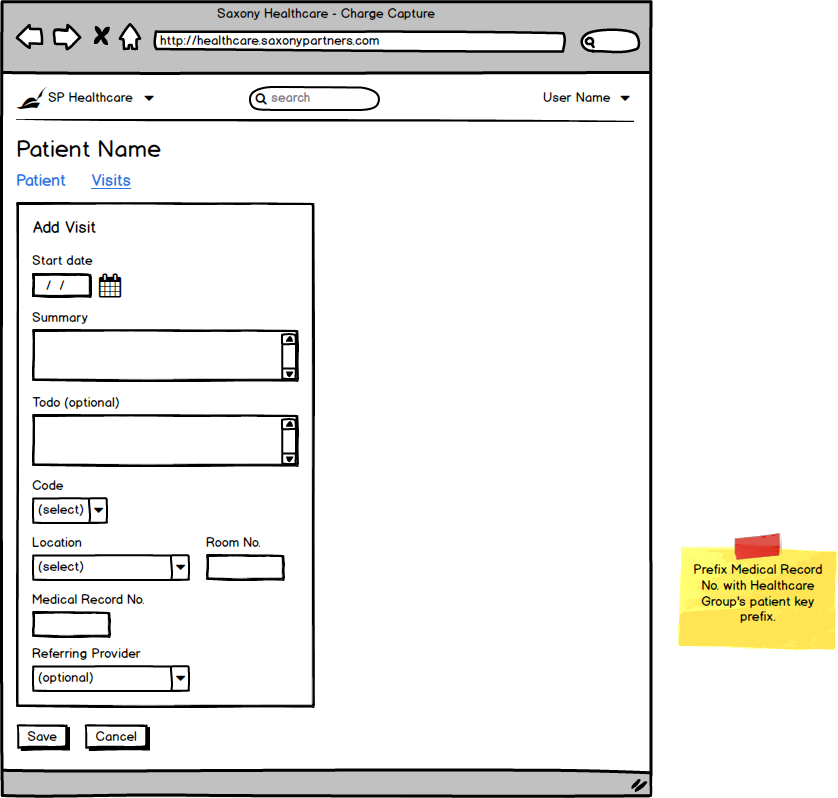 Saxony Healthcare - Charge Capture
http://healthcare.saxonypartners.com
SP Healthcare
search
User Name
Patient Name
Patient Visits
Add Visit
Start date
/ /
Summary
Todo (optional)
Code
(select)
Location Room No.
(select)
Medical Record No.
Referring Provider
(optional)
Save Cancel
Prefix Medical Record
No. with Healthcare
Group's patient key
prefix.